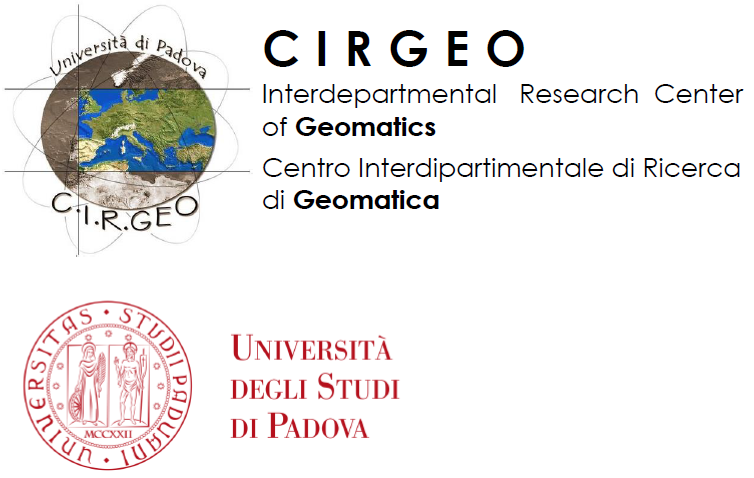 Università di Padova
C.I.R.GEO
CIRGEO
Interdepartmental Research Center
of Geomatics
Centro Interdipartimentale di Ricerca
di Geomatica
UNIVERSITAS · STUDII PADUANI ·
MCCXXII
UNIVERSITÀ
DEGLI STUDI
DI PADOVA